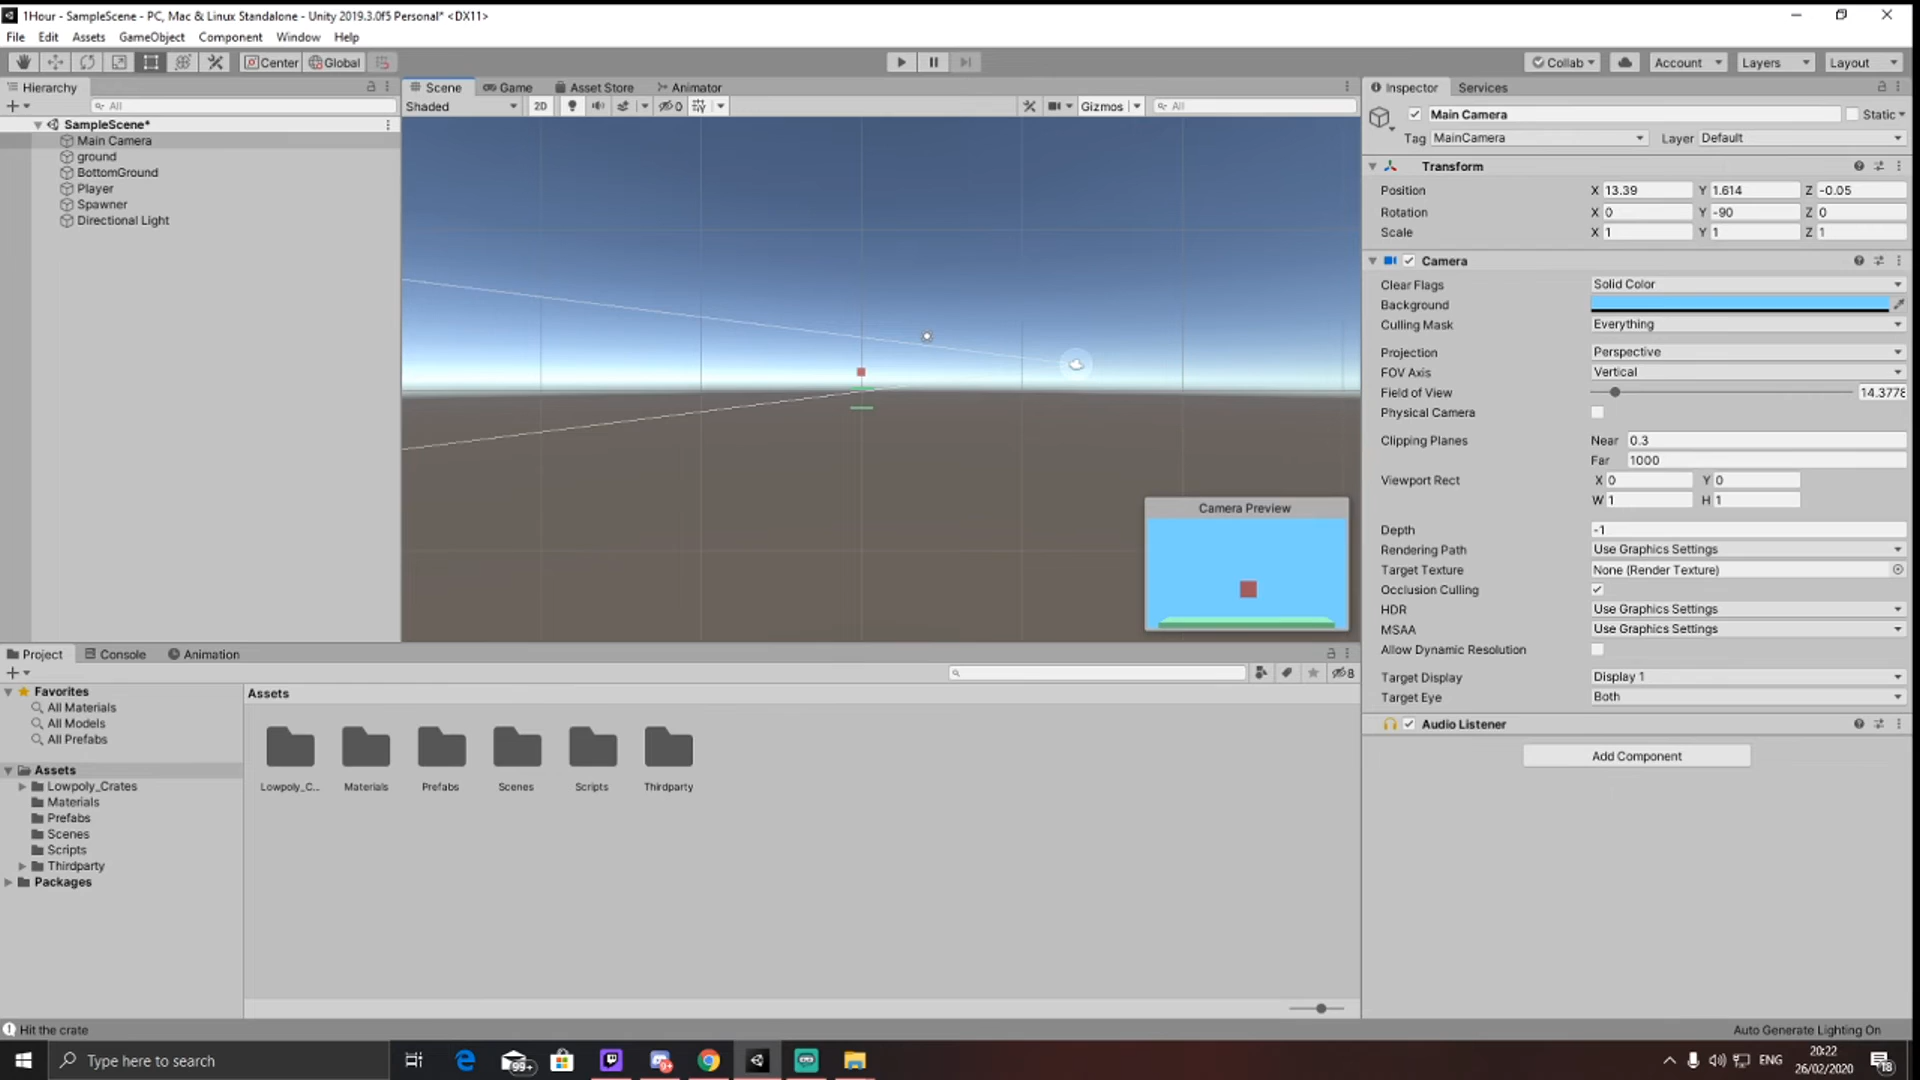 1Hour - SampleScene - PC, Mac & Linux Standalone - Unity 2019.3.0f5 Personal* <DX11>
File Edit Assets GameObject Component Window Help
Center Global Collab Account Layers Layout
Hierarchy Scene Game Asset Store Animator Inspector Services
All Shaded 2D 0 Gizmos All
SampleScene*
Main Camera
ground
BottomGround
Player
Spawner
Directional Light
Camera Preview
Main Camera Static
Tag MainCamera Layer Default
Transform
Position X 13.39 Y 1.614 Z -0.05
Rotation X 0 Y -90 Z 0
Scale X 1 Y 1 Z 1
Camera
Clear Flags Solid Color
Background
Culling Mask Everything
Projection Perspective
FOV Axis Vertical
Field of View 14.3778
Physical Camera
Clipping Planes Near 0.3
Far 1000
Viewport Rect X 0 Y 0
W 1 H 1
Depth -1
Rendering Path Use Graphics Settings
Target Texture None (Render Texture)
Occlusion Culling
HDR Use Graphics Settings
MSAA Use Graphics Settings
Allow Dynamic Resolution
Target Display Display 1
Target Eye Both
Audio Listener
Add Component
Project Console Animation
8
Favorites
All Materials
All Models
All Prefabs
Assets
Lowpoly_Crates
Materials
Prefabs
Scenes
Scripts
Thirdparty
Packages
Assets
Lowpoly_C... Materials Prefabs Scenes Scripts Thirdparty
Hit the crate Auto Generate Lighting On
Type here to search 99+ 9+ ENG 20:22
26/02/2020 18